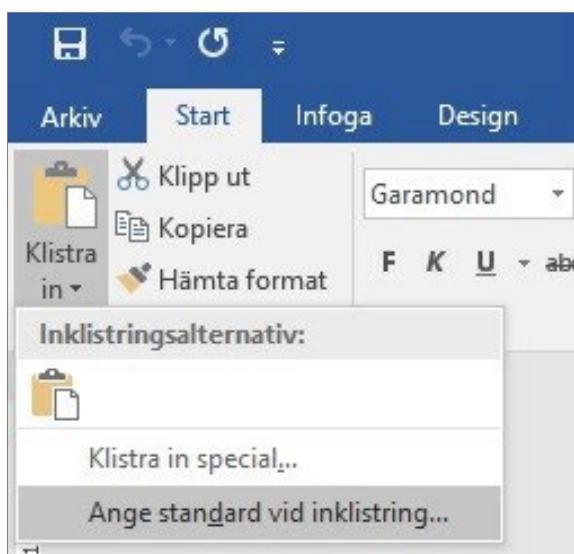 Arkiv Start Infoga Design
Klipp ut
Garamond
Kopiera
Klistra
in
F K U abc
Hämta format
Inklistringsalternativ:
Klistra in special...
Ange standard vid inklistring...